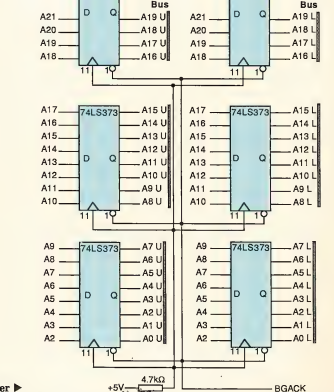 Bus Bus
D Q D Q
A21 A19 U A21 A19 L
A20 A18 U A20 A18 L
A19 A17 U A19 A17 L
A18 A16 U A18 A16 L
11 1 11 1
A17 74LS373 A15 U A17 74LS373 A15 L
A16 A14 U A16 A14 L
A15 A13 U A15 A13 L
A14 A12 U A14 A12 L
D Q D Q
A13 A11 U A13 A11 L
A12 A10 U A12 A10 L
A11 A9 U A11 A9 L
A10 A8 U A10 A8 L
11 1 11 1
A9 74LS373 A7 U A9 74LS373 A7 L
A8 A6 U A8 A6 L
A7 A5 U A7 A5 L
A6 A4 U A6 A4 L
D Q D Q
A5 A3 U A5 A3 L
A4 A2 U A4 A2 L
A3 A1 U A3 A1 L
A2 A0 U A2 A0 L
11 1 11 1
4.7kΩ
er ▶ +5V BGACK